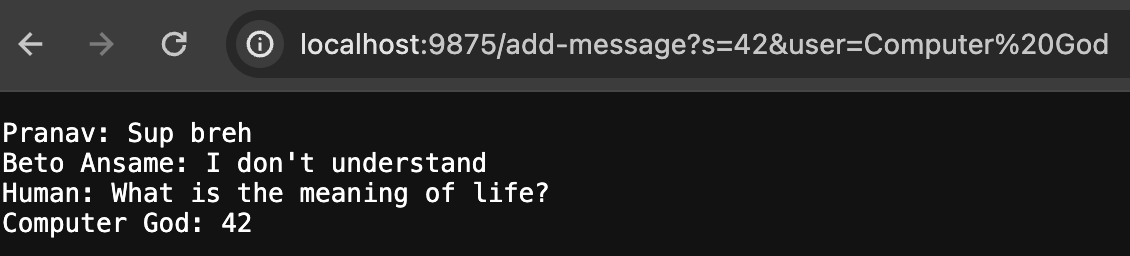 localhost:9875/add-message?s=42&user=Computer%20God
Pranav: Sup breh
Beto Ansame: I don't understand
Human: What is the meaning of life?
Computer God: 42